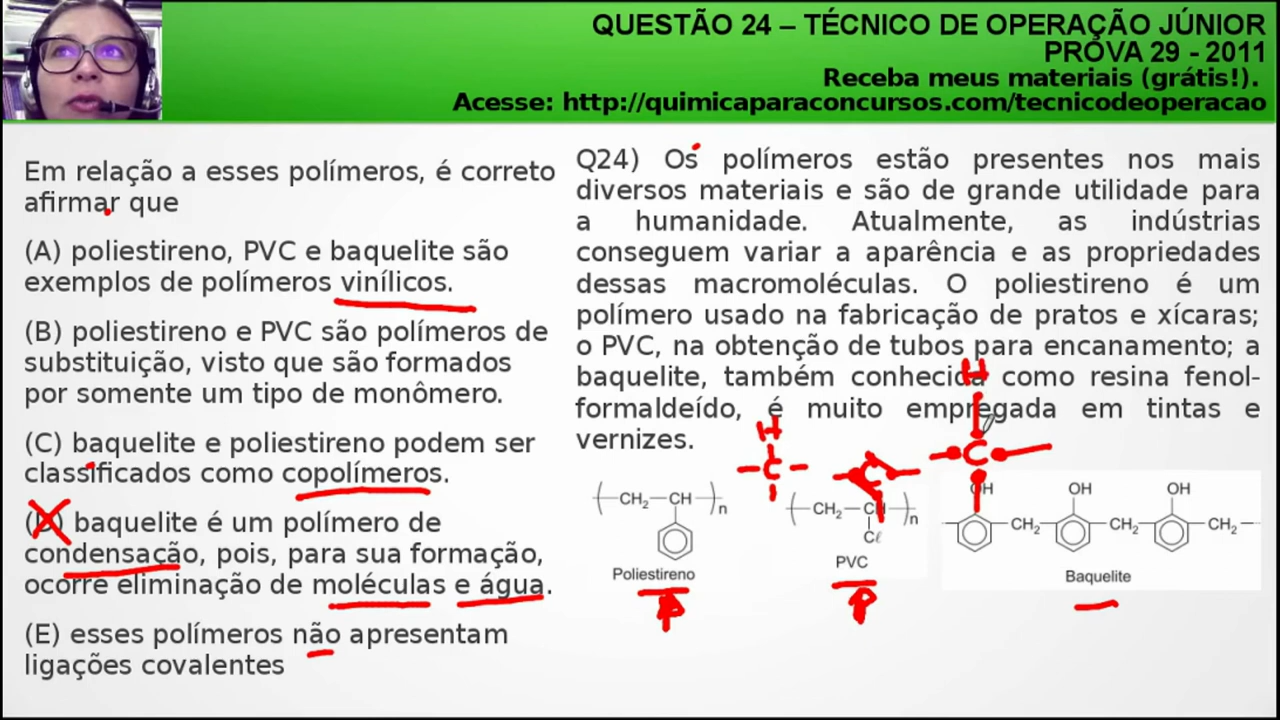 QUESTÃO 24 – TÉCNICO DE OPERAÇÃO JÚNIOR
PROVA 29 - 2011
Receba meus materiais (grátis!).
Acesse: http://quimicaparaconcursos.com/tecnicodeoperacao
Em relação a esses polímeros, é correto
afirmar que
(A) poliestireno, PVC e baquelite são
exemplos de polímeros vinílicos.
(B) poliestireno e PVC são polímeros de
substituição, visto que são formados
por somente um tipo de monômero.
(C) baquelite e poliestireno podem ser
classificados como copolímeros.
(D) baquelite é um polímero de
condensação, pois, para sua formação,
ocorre eliminação de moléculas e água.
(E) esses polímeros não apresentam
ligações covalentes
Q24) Os polímeros estão presentes nos mais
diversos materiais e são de grande utilidade para
a humanidade. Atualmente, as indústrias
conseguem variar a aparência e as propriedades
dessas macromoléculas. O poliestireno é um
polímero usado na fabricação de pratos e xícaras;
o PVC, na obtenção de tubos para encanamento; a
baquelite, também conhecida como resina fenol-
formaldeído, é muito empregada em tintas e
vernizes.
H
C
C
H
C
CH₂ CH n
Poliestireno
P
CH₂ CH n
Cℓ
PVC
P
OH OH OH
CH₂ CH₂ CH₂
Baquelite